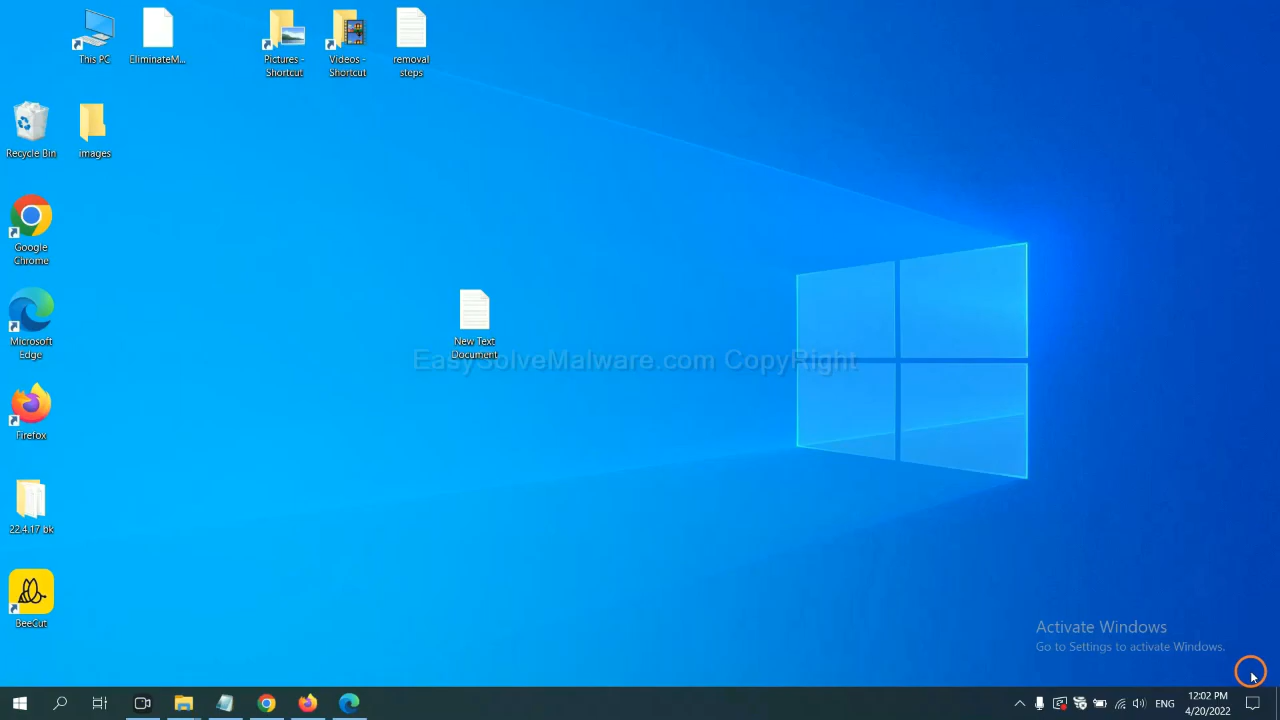 This PC
EliminateM...
Pictures -
Shortcut
Videos -
Shortcut
removal
steps
Recycle Bin
images
Google
Chrome
Microsoft
Edge
New Text
Document
EasySolveMalware.com CopyRight
Firefox
22.4.17 bk
BeeCut
Activate Windows
Go to Settings to activate Windows.
ENG
12:02 PM
4/20/2022